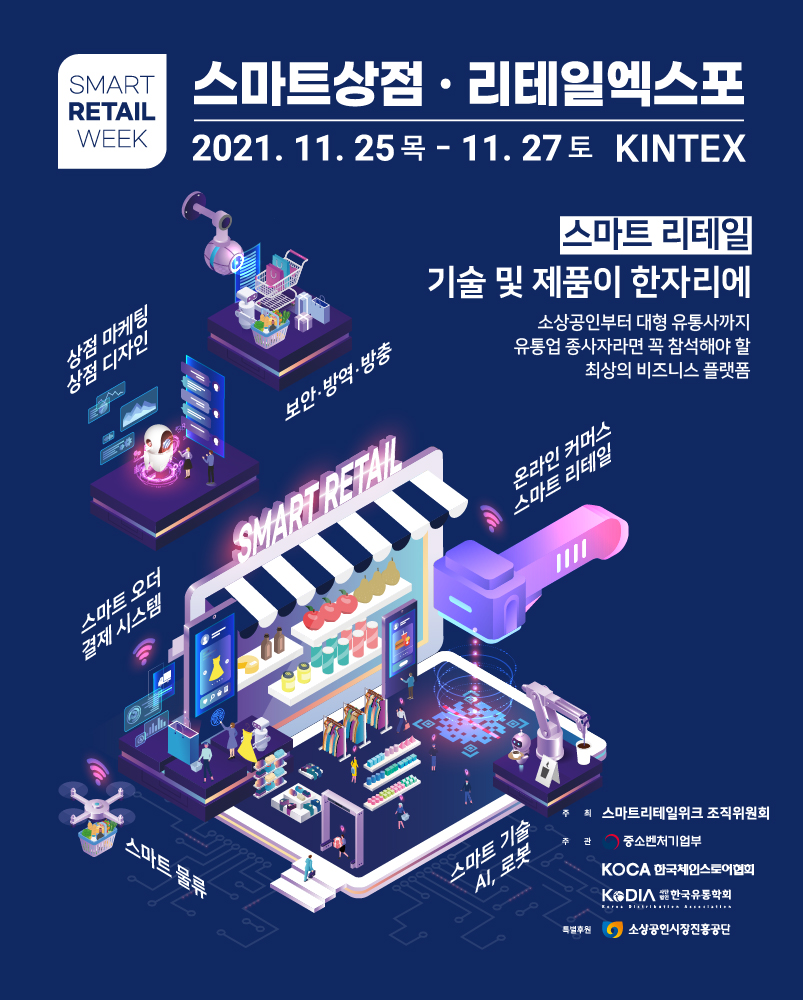 SMART
RETAIL
WEEK
스마트상점 · 리테일엑스포
2021. 11. 25 목 - 11. 27 토 KINTEX
스마트 리테일
기술 및 제품이 한자리에
소상공인부터 대형 유통사까지
유통업 종사자라면 꼭 참석해야 할
최상의 비즈니스 플랫폼
상점 마케팅
상점 디자인
보안·방역·방충
온라인 커머스
스마트 리테일
SMART RETAIL
스마트 오더
결제 시스템
스마트 물류
스마트 기술
AI, 로봇
주 최 스마트리테일위크 조직위원회
주 관 중소벤처기업부
KOCA 한국체인스토어협회
KODIA 사단법인 한국유통학회
Korea Distribution Association
특별후원 소상공인시장진흥공단